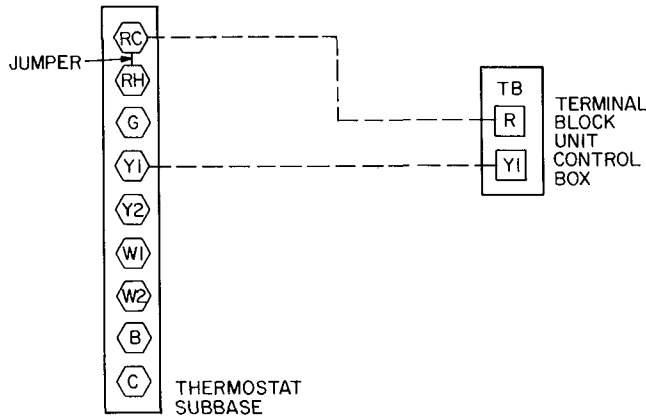 RC
JUMPER
RH
G
Y1
Y2
W1
W2
B
C
THERMOSTAT
SUBBASE
TB
R
Y1
TERMINAL
BLOCK
UNIT
CONTROL
BOX